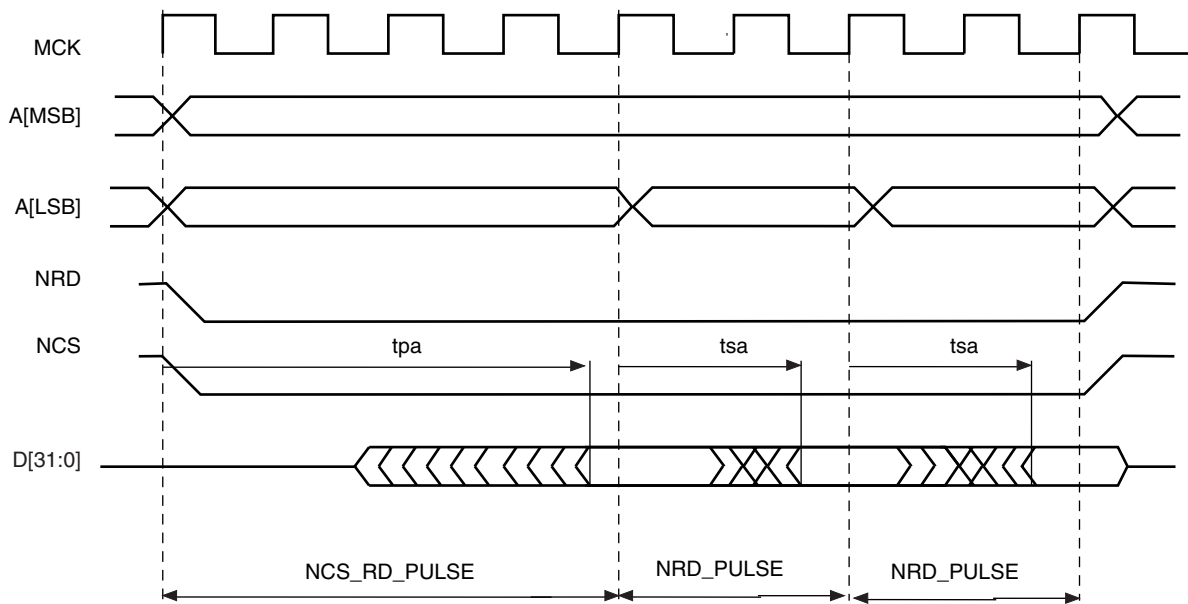 MCK
A[MSB]
A[LSB]
NRD
NCS
tpa tsa tsa
D[31:0]
NCS_RD_PULSE NRD_PULSE NRD_PULSE